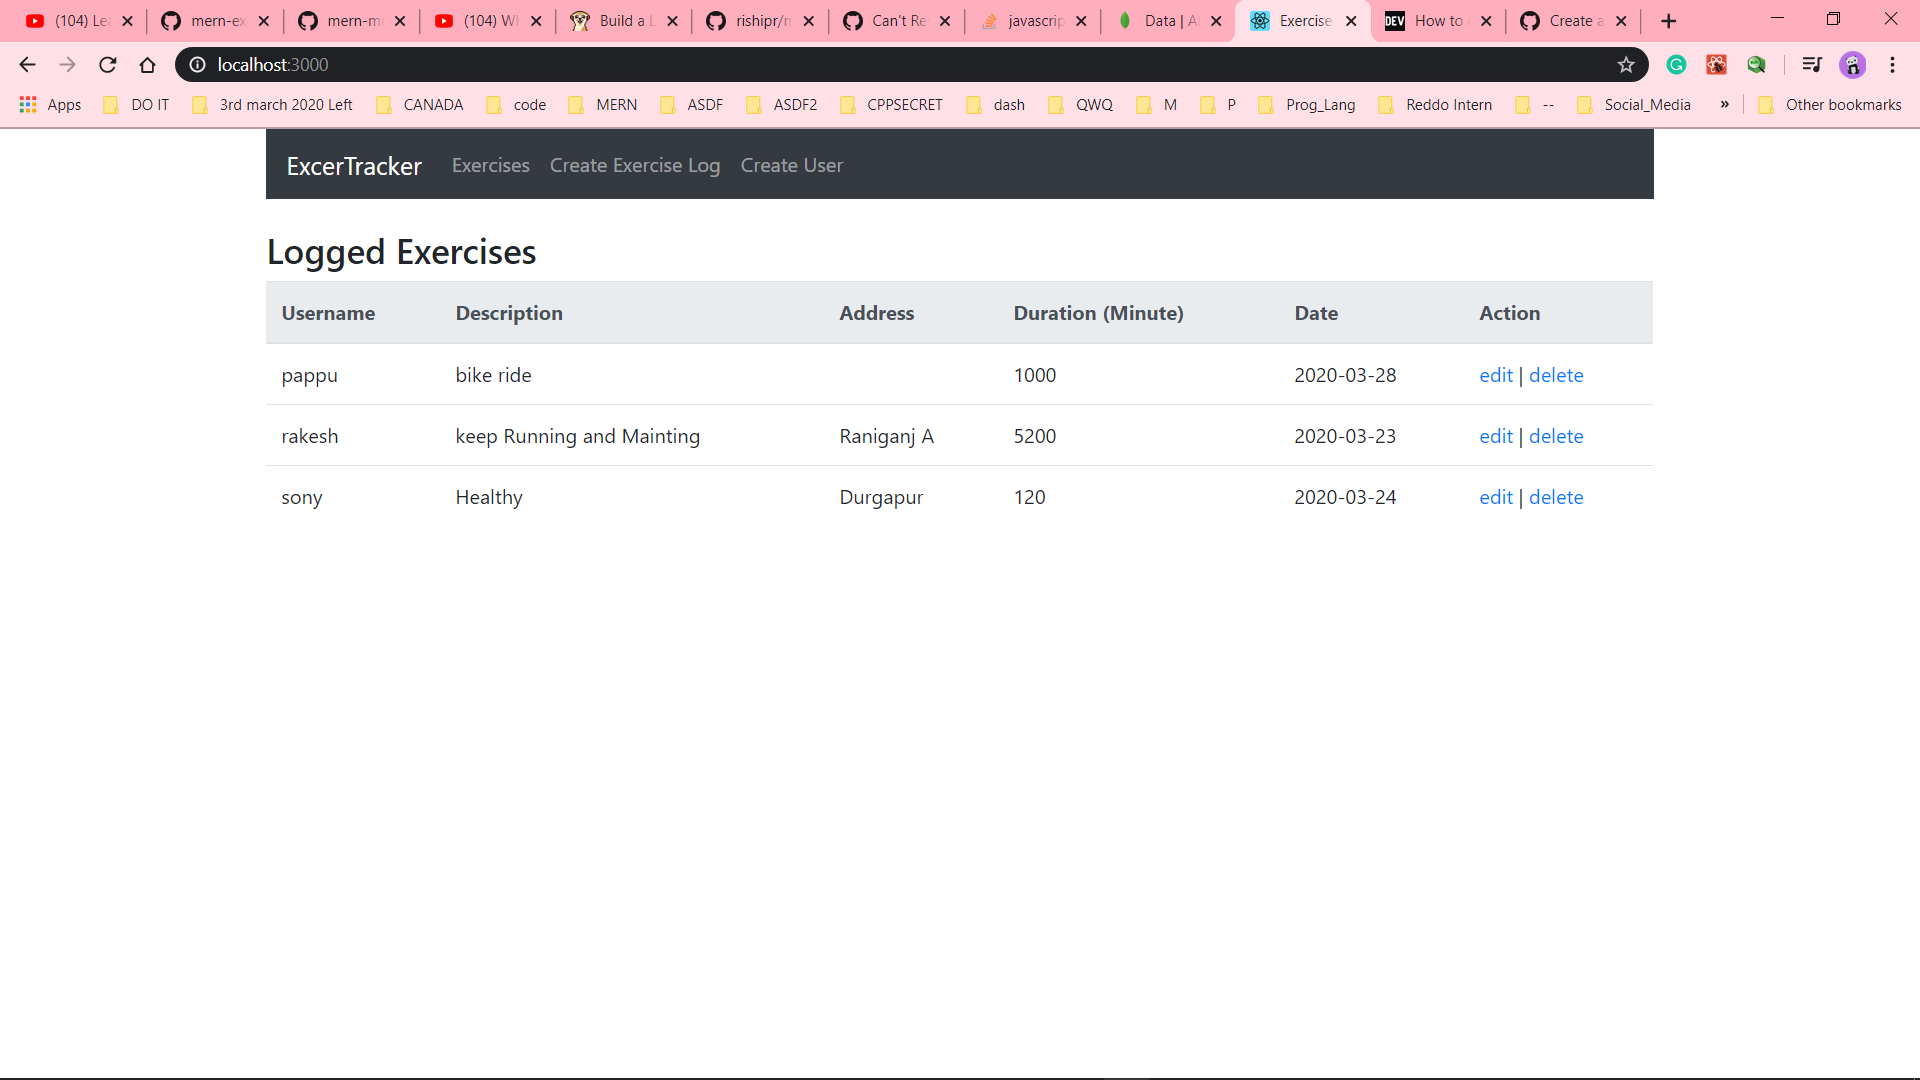 (104) Le
mern-ex
mern-m
(104) W
Build a L
rishipr/m
Can't Re
javascrip
Data | A
Exercise
How to
Create a
localhost:3000
Apps DO IT 3rd march 2020 Left CANADA code MERN ASDF ASDF2 CPPSECRET dash QWQ M P Prog_Lang Reddo Intern -- Social_Media » Other bookmarks
ExcerTracker Exercises Create Exercise Log Create User
Logged Exercises
Username Description Address Duration (Minute) Date Action
pappu bike ride 1000 2020-03-28 edit | delete
rakesh keep Running and Mainting Raniganj A 5200 2020-03-23 edit | delete
sony Healthy Durgapur 120 2020-03-24 edit | delete